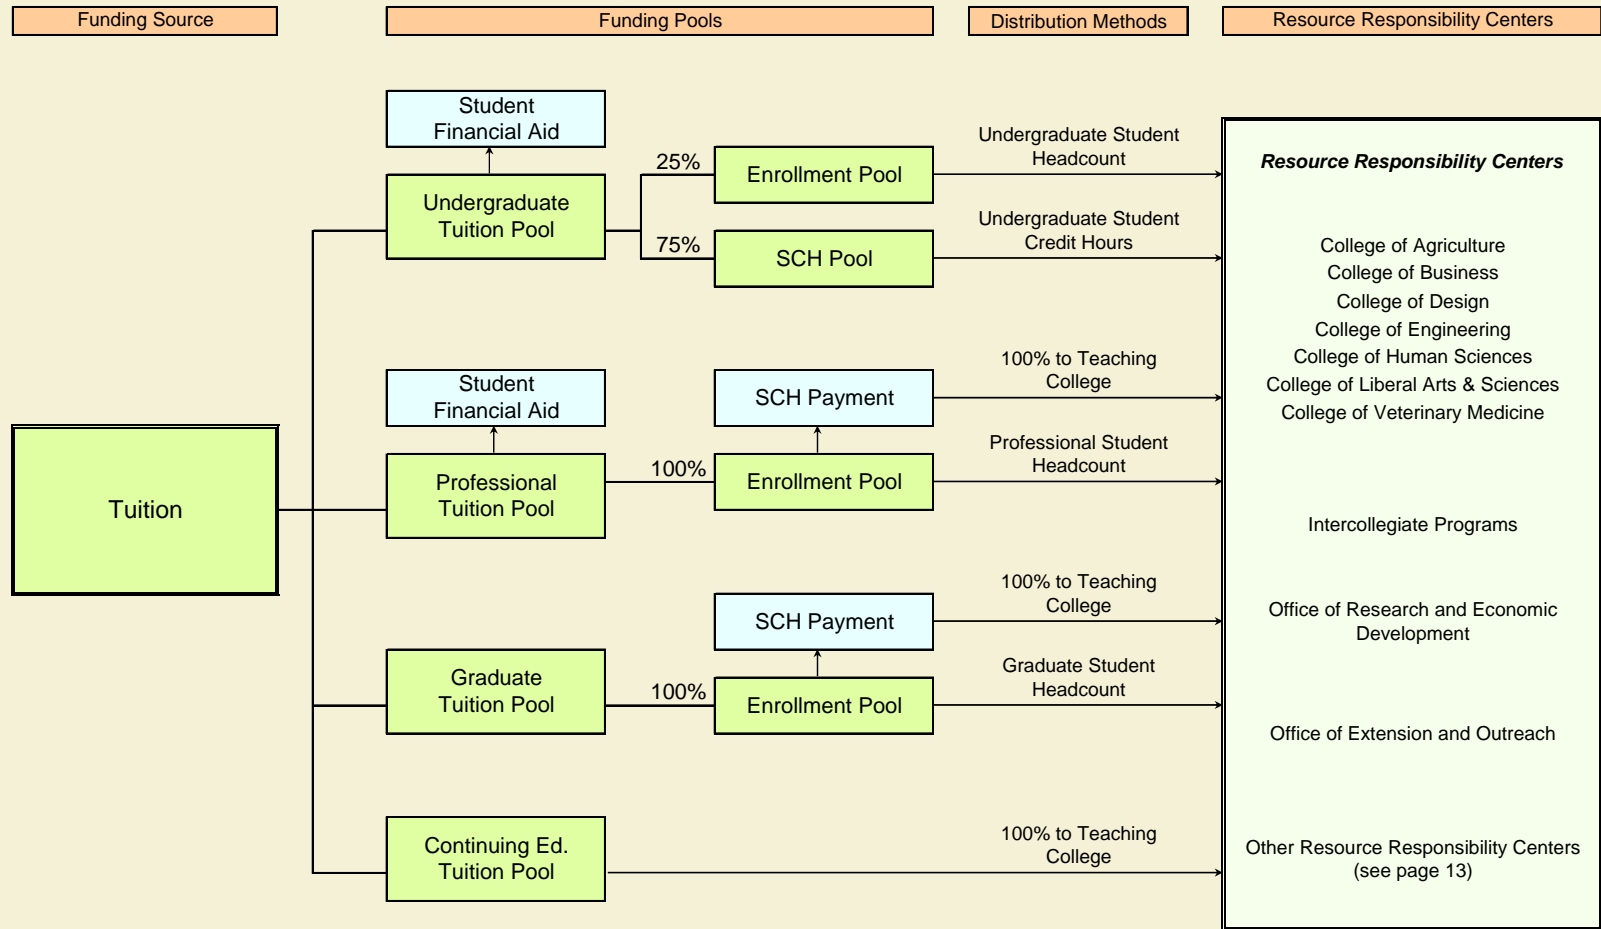 Funding Source
Funding Pools
Distribution Methods
Resource Responsibility Centers
Student
Financial Aid
Undergraduate
Tuition Pool
25%
Enrollment Pool
Undergraduate Student
Headcount
75%
SCH Pool
Undergraduate Student
Credit Hours
Student
Financial Aid
Professional
Tuition Pool
SCH Payment
100% to Teaching
College
100%
Enrollment Pool
Professional Student
Headcount
Tuition
SCH Payment
100% to Teaching
College
Graduate
Tuition Pool
100%
Enrollment Pool
Graduate Student
Headcount
Continuing Ed.
Tuition Pool
100% to Teaching
College
Resource Responsibility Centers
College of Agriculture
College of Business
College of Design
College of Engineering
College of Human Sciences
College of Liberal Arts & Sciences
College of Veterinary Medicine
Intercollegiate Programs
Office of Research and Economic
Development
Office of Extension and Outreach
Other Resource Responsibility Centers
(see page 13)